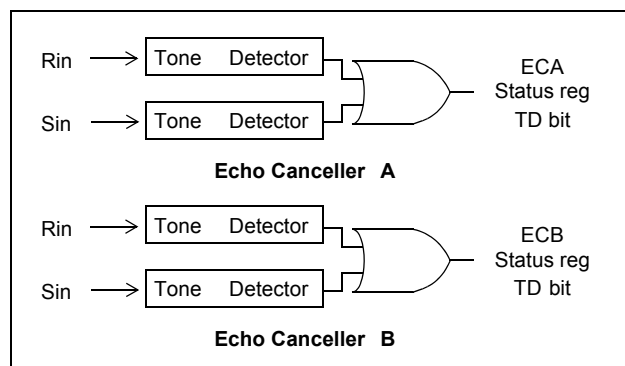 Rin
Tone Detector
Sin
Tone Detector
ECA
Status reg
TD bit
Echo Canceller A
Rin
Tone Detector
Sin
Tone Detector
ECB
Status reg
TD bit
Echo Canceller B